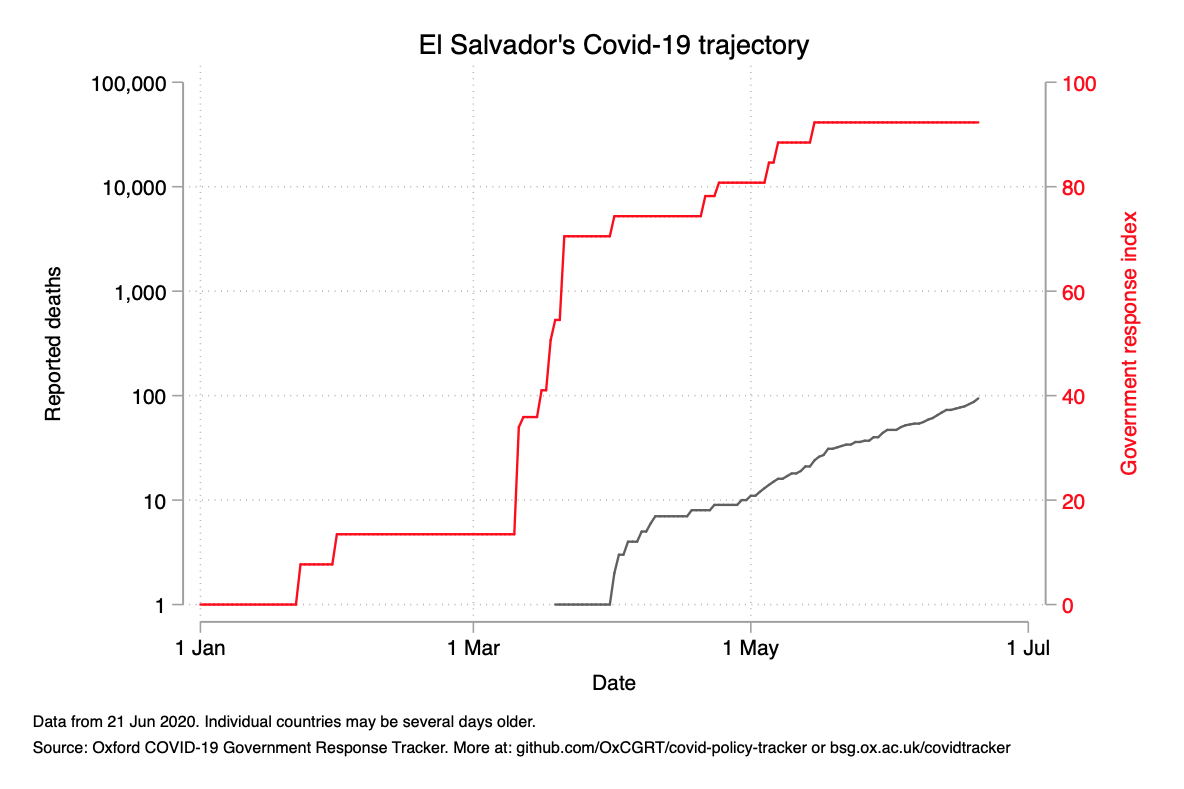 El Salvador's Covid-19 trajectory
100,000
10,000
1,000
100
10
1
Reported deaths
100
80
60
40
20
0
Government response index
1 Jan
1 Mar
1 May
1 Jul
Date
Data from 21 Jun 2020. Individual countries may be several days older.
Source: Oxford COVID-19 Government Response Tracker. More at: github.com/OxCGRT/covid-policy-tracker or bsg.ox.ac.uk/covidtracker